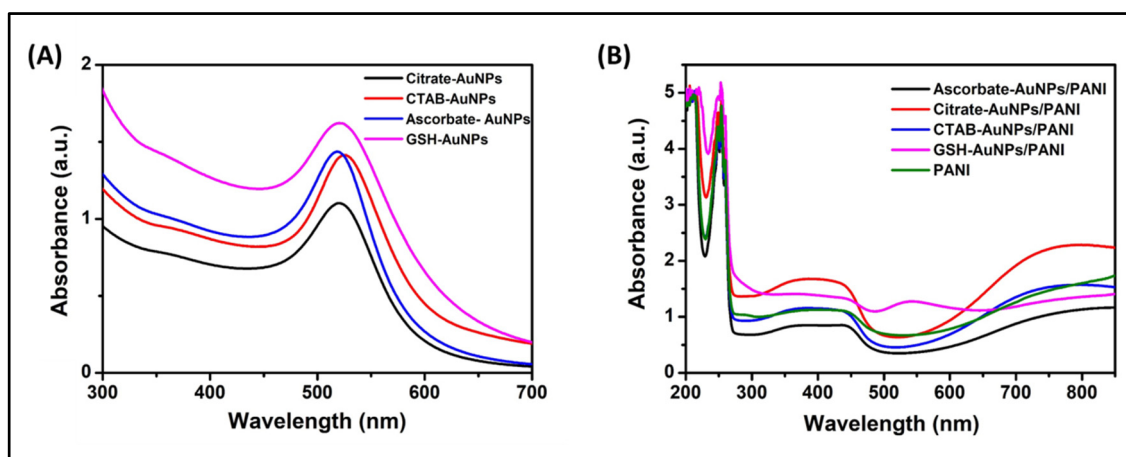 (A)
2
1
0
Absorbance (a.u.)
Citrate-AuNPs
CTAB-AuNPs
Ascorbate- AuNPs
GSH-AuNPs
300 400 500 600 700
Wavelength (nm)
(B)
5
4
3
2
1
0
Absorbance (a.u.)
Ascorbate-AuNPs/PANI
Citrate-AuNPs/PANI
CTAB-AuNPs/PANI
GSH-AuNPs/PANI
PANI
200 300 400 500 600 700 800
Wavelength (nm)